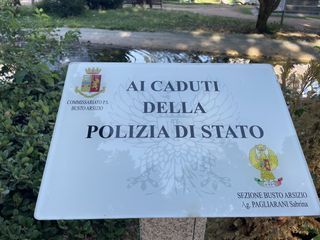 AI CADUTI
DELLA
POLIZIA DI STATO
COMMISSARIATO P.S.
BUSTO ARSIZIO
SEZIONE BUSTO ARSIZIO
Ag. PAGLIARANI Sabrina